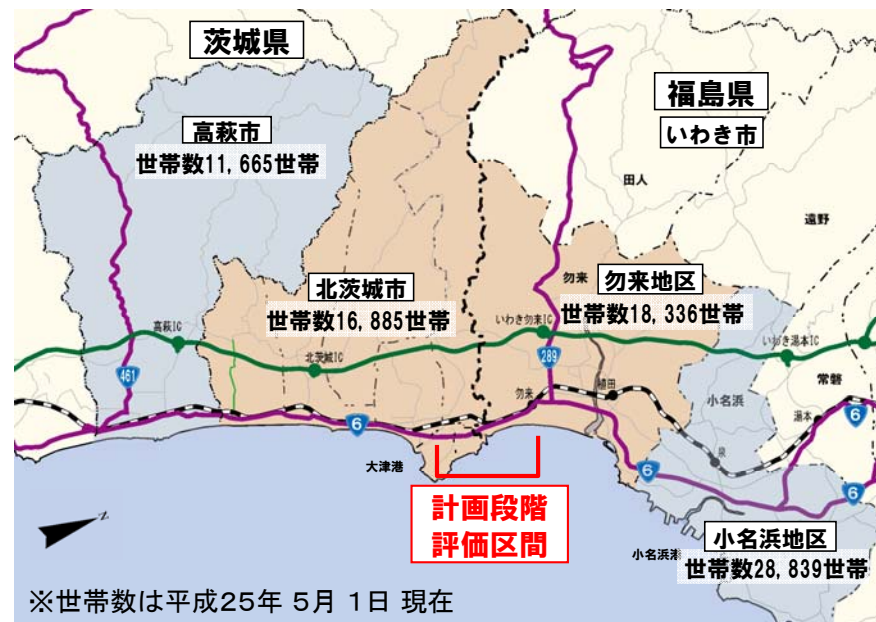 茨城県
福島県
いわき市
高萩市
世帯数11,665世帯
田人
遠野
勿来
北茨城市
世帯数16,885世帯
勿来地区
世帯数18,336世帯
高萩IC
いわき勿来IC
いわき湯本IC
北茨城IC
461
289
植田
常磐
小名浜
勿来
湯本
6
6
泉
大津港
6
6
計画段階
評価区間
小名浜港
小名浜地区
世帯数28,839世帯
N
※世帯数は平成25年 5月 1日 現在